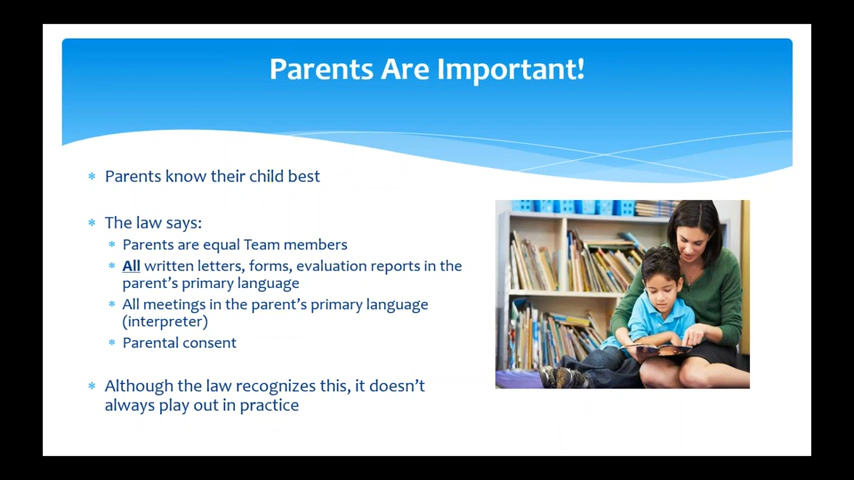 Parents Are Important!
Parents know their child best
The law says:
Parents are equal Team members
All written letters, forms, evaluation reports in the
parent's primary language
All meetings in the parent's primary language
(interpreter)
Parental consent
Although the law recognizes this, it doesn't
always play out in practice